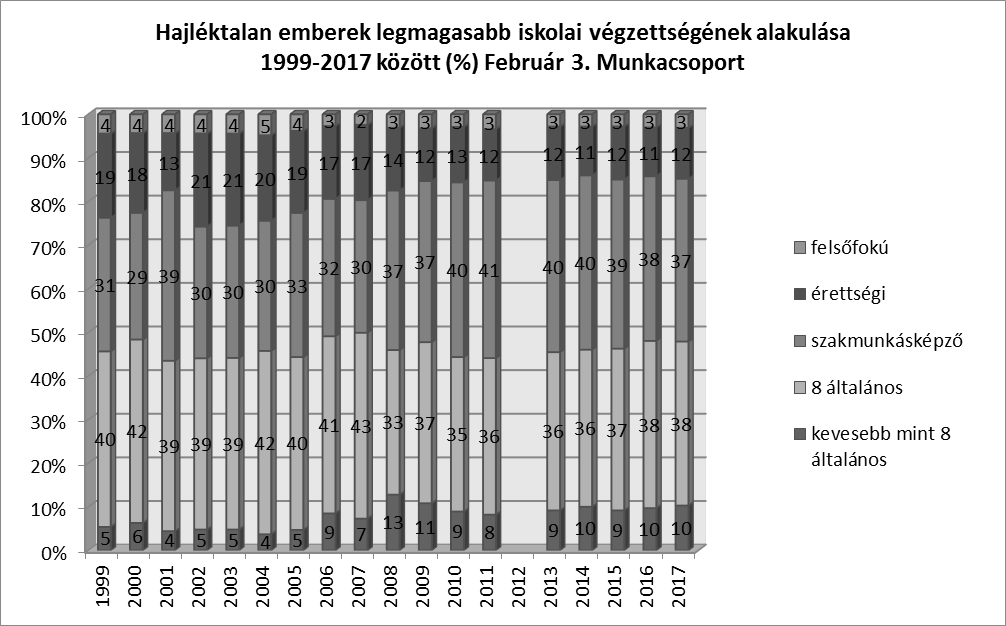 Hajléktalan emberek legmagasabb iskolai végzettségének alakulása
1999-2017 között (%) Február 3. Munkacsoport
100%
90%
80%
70%
60%
50%
40%
30%
20%
10%
0%
4 4 4 4 4 5 4 3 2 3 3 3 3 3 3 3 3 3
19 18 13 21 21 20 19 17 17 14 12 13 12 12 11 12 11 12
31 29 39 30 30 30 33 32 30 37 37 40 41 40 40 39 38 37
40 42 39 39 39 42 40 41 43 33 37 35 36 36 36 37 38 38
5 6 4 5 5 4 5 9 7 13 11 9 8 9 10 9 10 10
1999 2000 2001 2002 2003 2004 2005 2006 2007 2008 2009 2010 2011 2012 2013 2014 2015 2016 2017
felsőfokú
érettségi
szakmunkásképző
8 általános
kevesebb mint 8
általános